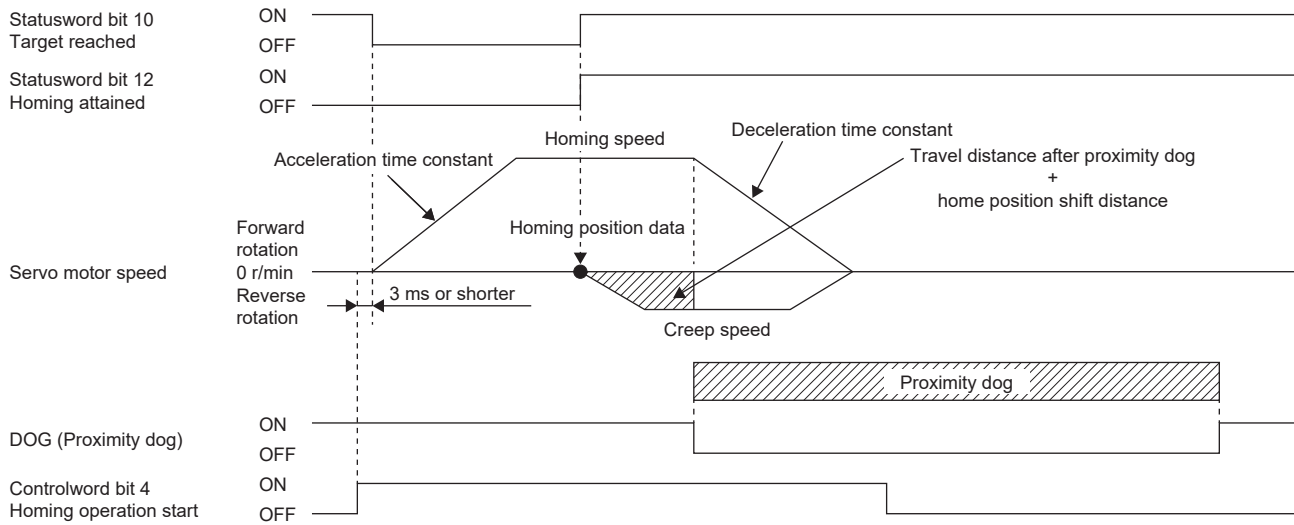 Statusword bit 10
Target reached
ON
OFF
Statusword bit 12
Homing attained
ON
OFF
Homing speed
Deceleration time constant
Acceleration time constant
Travel distance after proximity dog
+
home position shift distance
Servo motor speed
Forward
rotation
0 r/min
Reverse
rotation
Homing position data
3 ms or shorter
Creep speed
Proximity dog
DOG (Proximity dog)
ON
OFF
Controlword bit 4
Homing operation start
ON
OFF